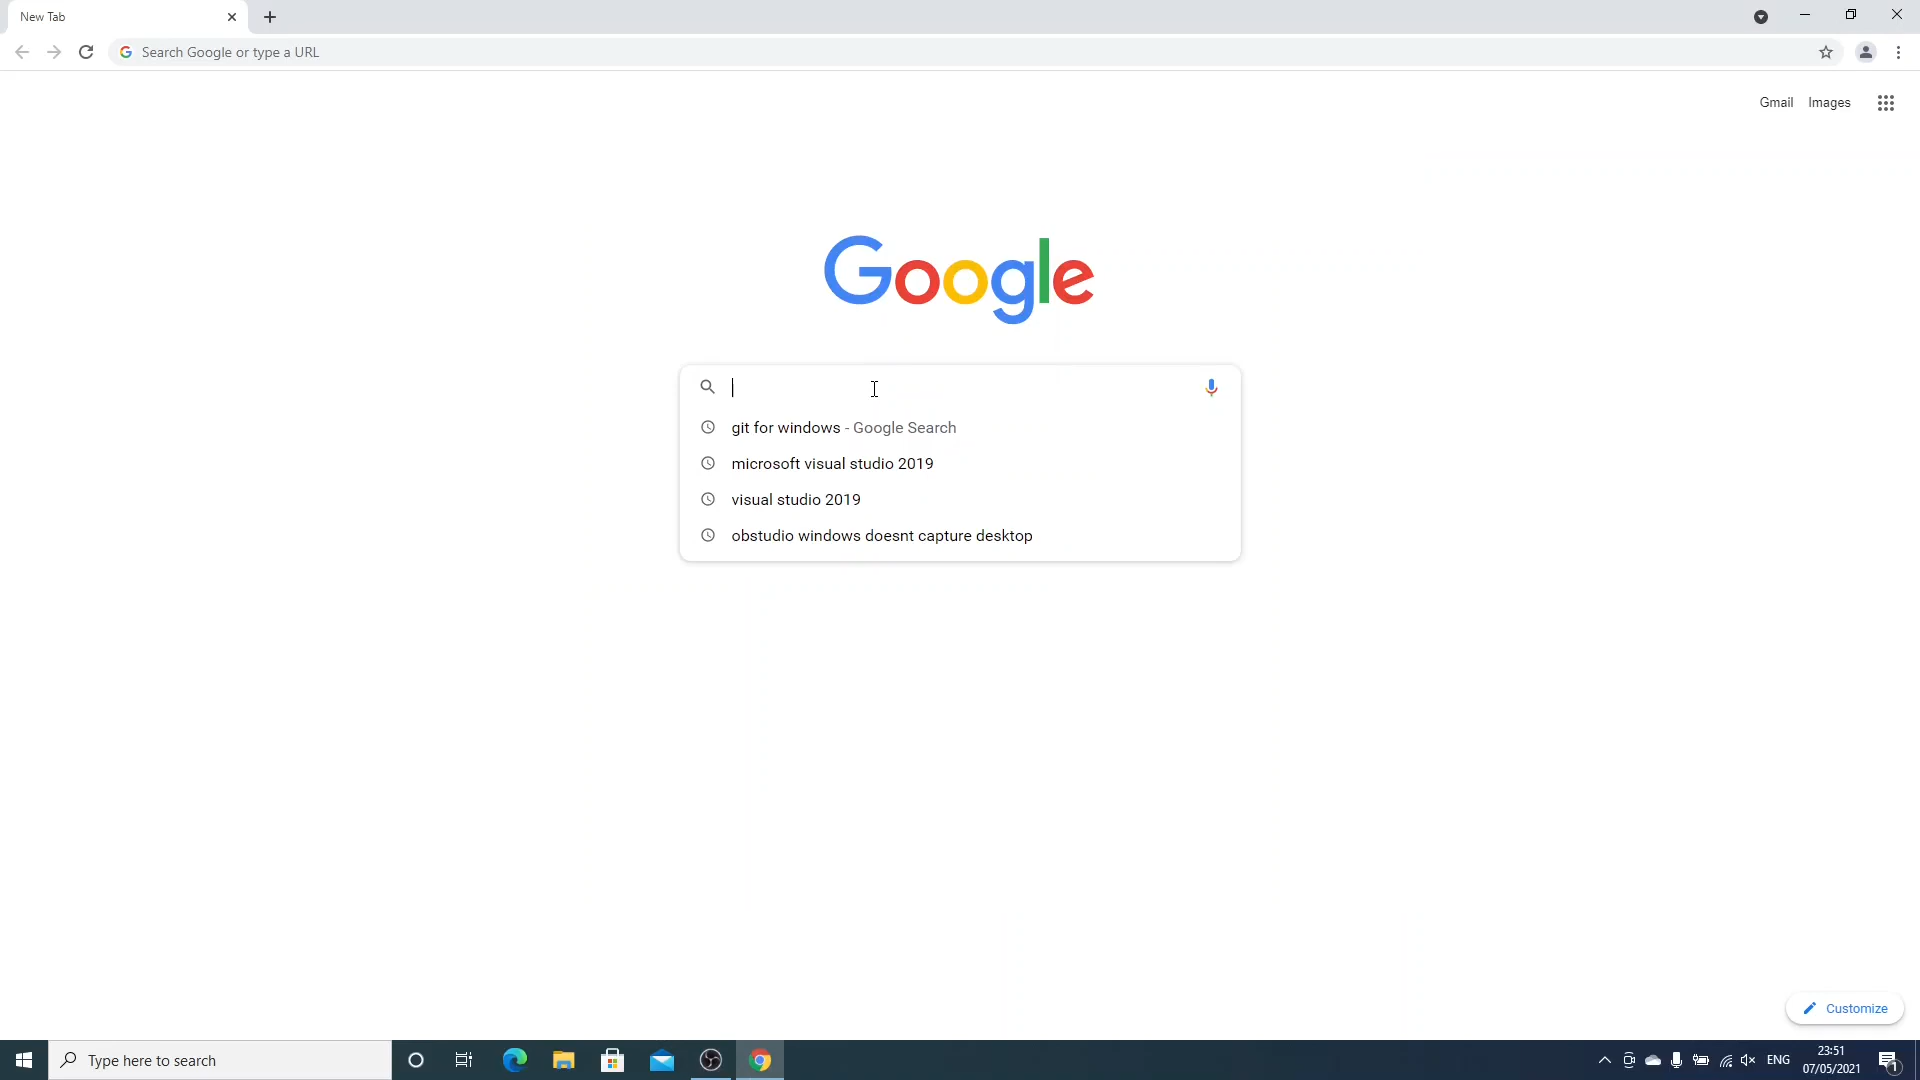 New Tab
Search Google or type a URL
Gmail Images
Google
git for windows - Google Search
microsoft visual studio 2019
visual studio 2019
obstudio windows doesnt capture desktop
Customize
Type here to search
ENG
23:51
07/05/2021
1